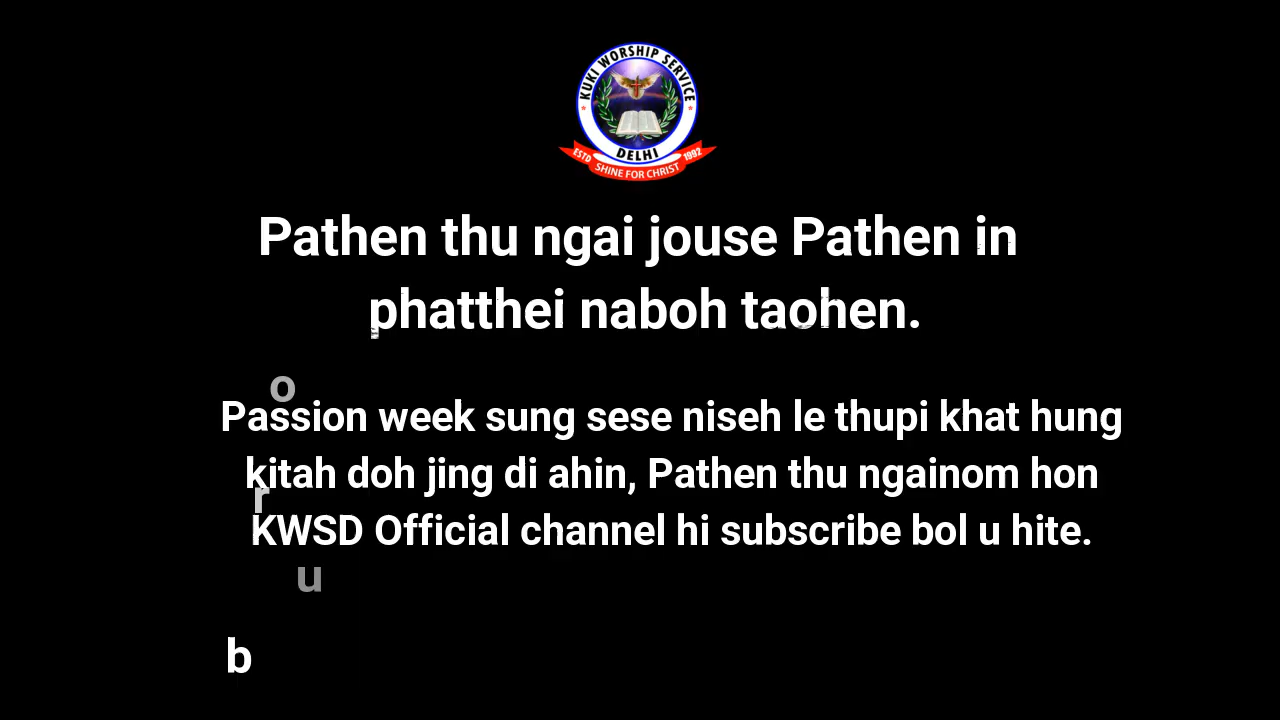 KUKI WORSHIP SERVICE
DELHI
ESTD 1992
SHINE FOR CHRIST
Pathen thu ngai jouse Pathen in
phatthei naboh taohen.
o
Passion week sung sese niseh le thupi khat hung
kitah doh jing di ahin, Pathen thu ngainom hon
r
KWSD Official channel hi subscribe bol u hite.
u
b